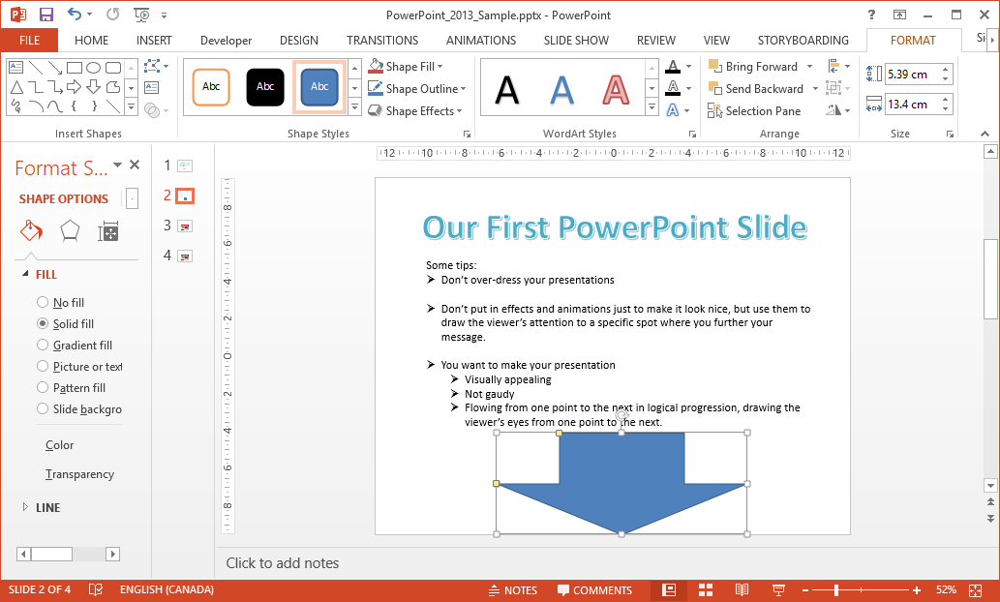 PowerPoint_2013_Sample.pptx - PowerPoint
FILE HOME INSERT Developer DESIGN TRANSITIONS ANIMATIONS SLIDE SHOW REVIEW VIEW STORYBOARDING FORMAT Si
Abc Abc Abc
Shape Fill
Shape Outline
Shape Effects
A A A
Bring Forward
Send Backward
Selection Pane
5.39 cm
13.4 cm
Insert Shapes Shape Styles WordArt Styles Arrange Size
Format S...
SHAPE OPTIONS
FILL
No fill
Solid fill
Gradient fill
Picture or text
Pattern fill
Slide backgro
Color
Transparency
LINE
1
2
3
4
12 10 8 6 4 2 0 2 4 6 8 10 12
8
6
4
2
0
2
4
6
8
Our First PowerPoint Slide
Some tips:
Don't over-dress your presentations
Don't put in effects and animations just to make it look nice, but use them to
draw the viewer's attention to a specific spot where you further your
message.
You want to make your presentation
Visually appealing
Not gaudy
Flowing from one point to the next in logical progression, drawing the
viewer's eyes from one point to the next.
Click to add notes
SLIDE 2 OF 4 ENGLISH (CANADA) NOTES COMMENTS 52%